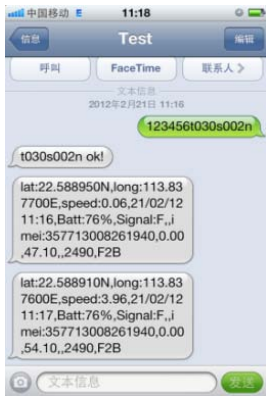 中国移动 E 11:18
信息 Test 编辑
呼叫 FaceTime 联系人
文本信息
2012年2月21日 11:16
123456t030s002n
t030s002n ok!
lat:22.588950N,long:113.83
7700E,speed:0.06,21/02/12
11:16,Batt:76%,Signal:F,,i
mei:357713008261940,0.00
,47.10,,2490,F2B
lat:22.588910N,long:113.83
7600E,speed:3.96,21/02/12
11:17,Batt:76%,Signal:F,,i
mei:357713008261940,0.00
,54.10,,2490,F2B
文本信息 发送